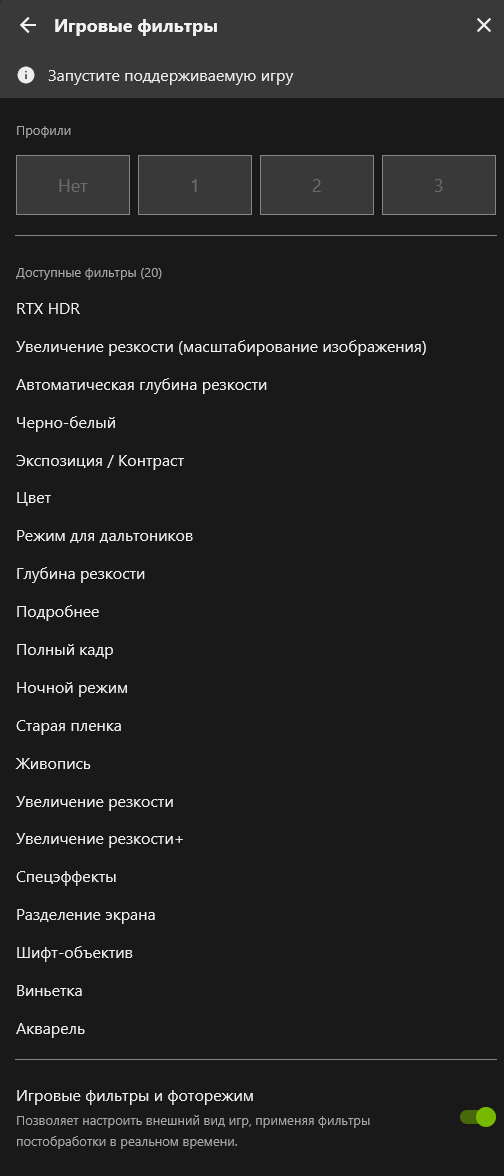 Игровые фильтры
Запустите поддерживаемую игру
Профили
Нет 1 2 3
Доступные фильтры (20)
RTX HDR
Увеличение резкости (масштабирование изображения)
Автоматическая глубина резкости
Черно-белый
Экспозиция / Контраст
Цвет
Режим для дальтоников
Глубина резкости
Подробнее
Полный кадр
Ночной режим
Старая пленка
Живопись
Увеличение резкости
Увеличение резкости+
Спецэффекты
Разделение экрана
Шифт-объектив
Виньетка
Акварель
Игровые фильтры и фоторежим
Позволяет настроить внешний вид игр, применяя фильтры
постобработки в реальном времени.